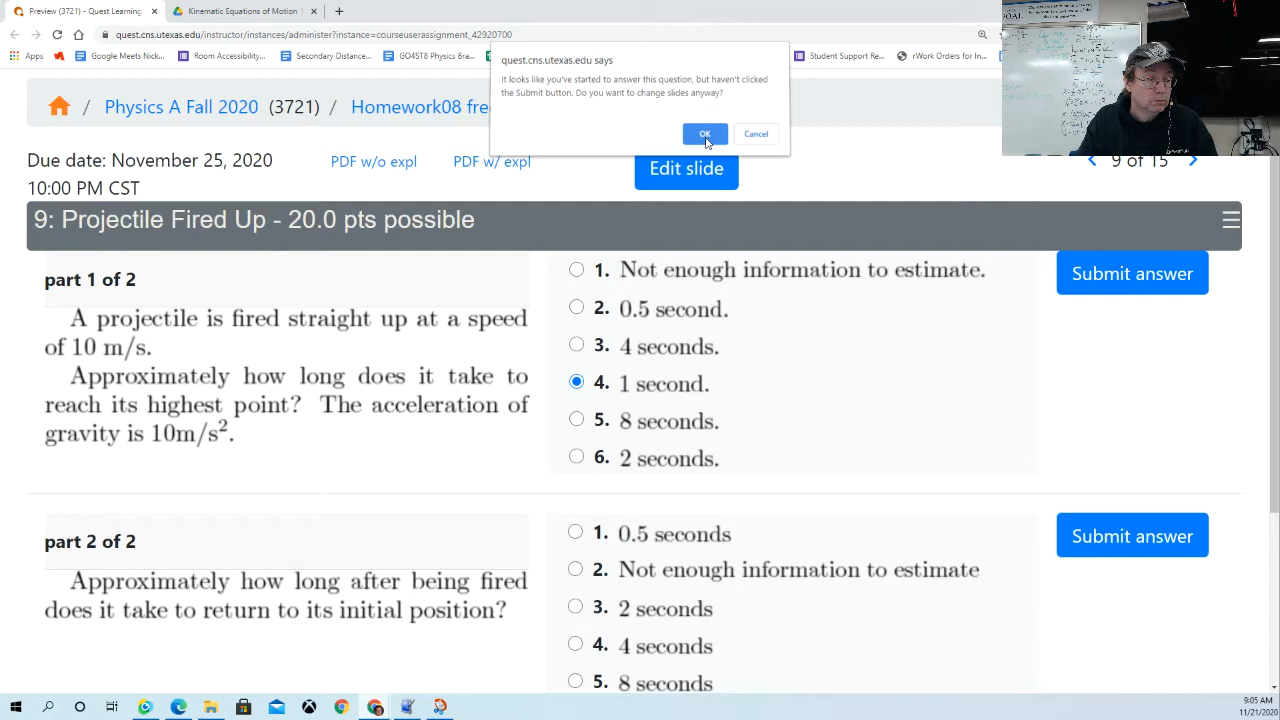 Preview (3721) - Quest Learning
Kinematic Equations of Motion
quest.cns.utexas.edu/instructor/instances/
ssignment_42920700
Apps
Google Meets Nick...
Room Accessibility...
Secondary Distance...
GO4ST8 Physics Bra...
Student Support Re...
rWork Orders for
quest.cns.utexas.edu says
It looks like you've started to answer this question, but haven't clicked
the Submit button. Do you want to change slides anyway?
OK
Cancel
/ Physics A Fall 2020 (3721) / Homework08 fre
Due date: November 25, 2020
10:00 PM CST
PDF w/o expl
PDF w/ expl
Edit slide
9 of 15
9: Projectile Fired Up - 20.0 pts possible
part 1 of 2
A projectile is fired straight up at a speed
of 10 m/s.
Approximately how long does it take to
reach its highest point? The acceleration of
gravity is 10m/s².
1. Not enough information to estimate.
2. 0.5 second.
3. 4 seconds.
4. 1 second.
5. 8 seconds.
6. 2 seconds.
Submit answer
part 2 of 2
Approximately how long after being fired
does it take to return to its initial position?
1. 0.5 seconds
2. Not enough information to estimate
3. 2 seconds
4. 4 seconds
5. 8 seconds
Submit answer
9:05 AM
11/21/2020